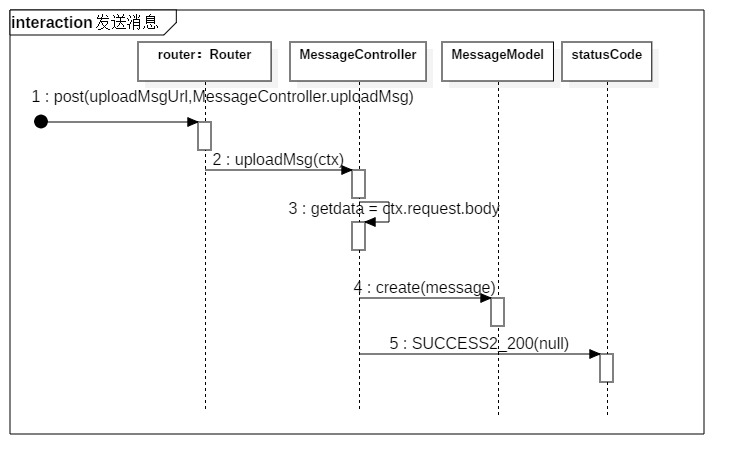 interaction 发送消息
router：Router
MessageController
MessageModel
statusCode
1 : post(uploadMsgUrl,MessageController.uploadMsg)
2 : uploadMsg(ctx)
3 : getdata = ctx.request.body
4 : create(message)
5 : SUCCESS2_200(null)